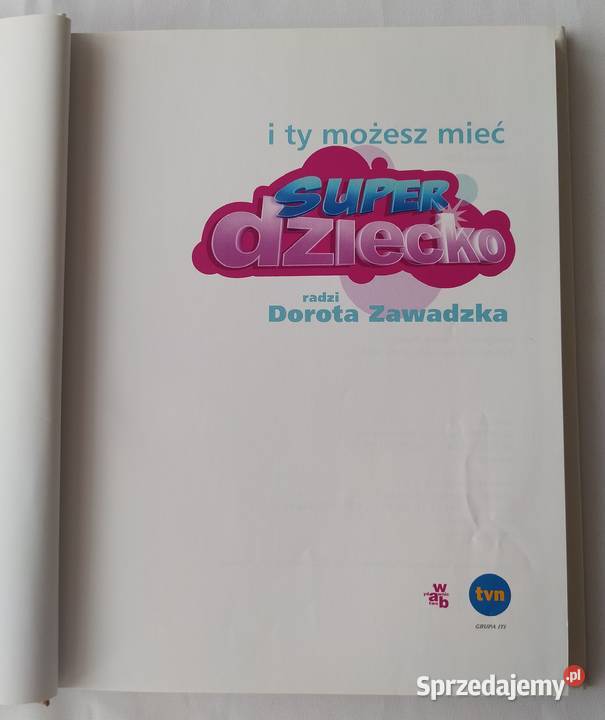 i ty możesz mieć
SUPER
dziecko
radzi
Dorota Zawadzka
w
a
b
tvn
GRUPA ITI
Sprzedajemy.pl